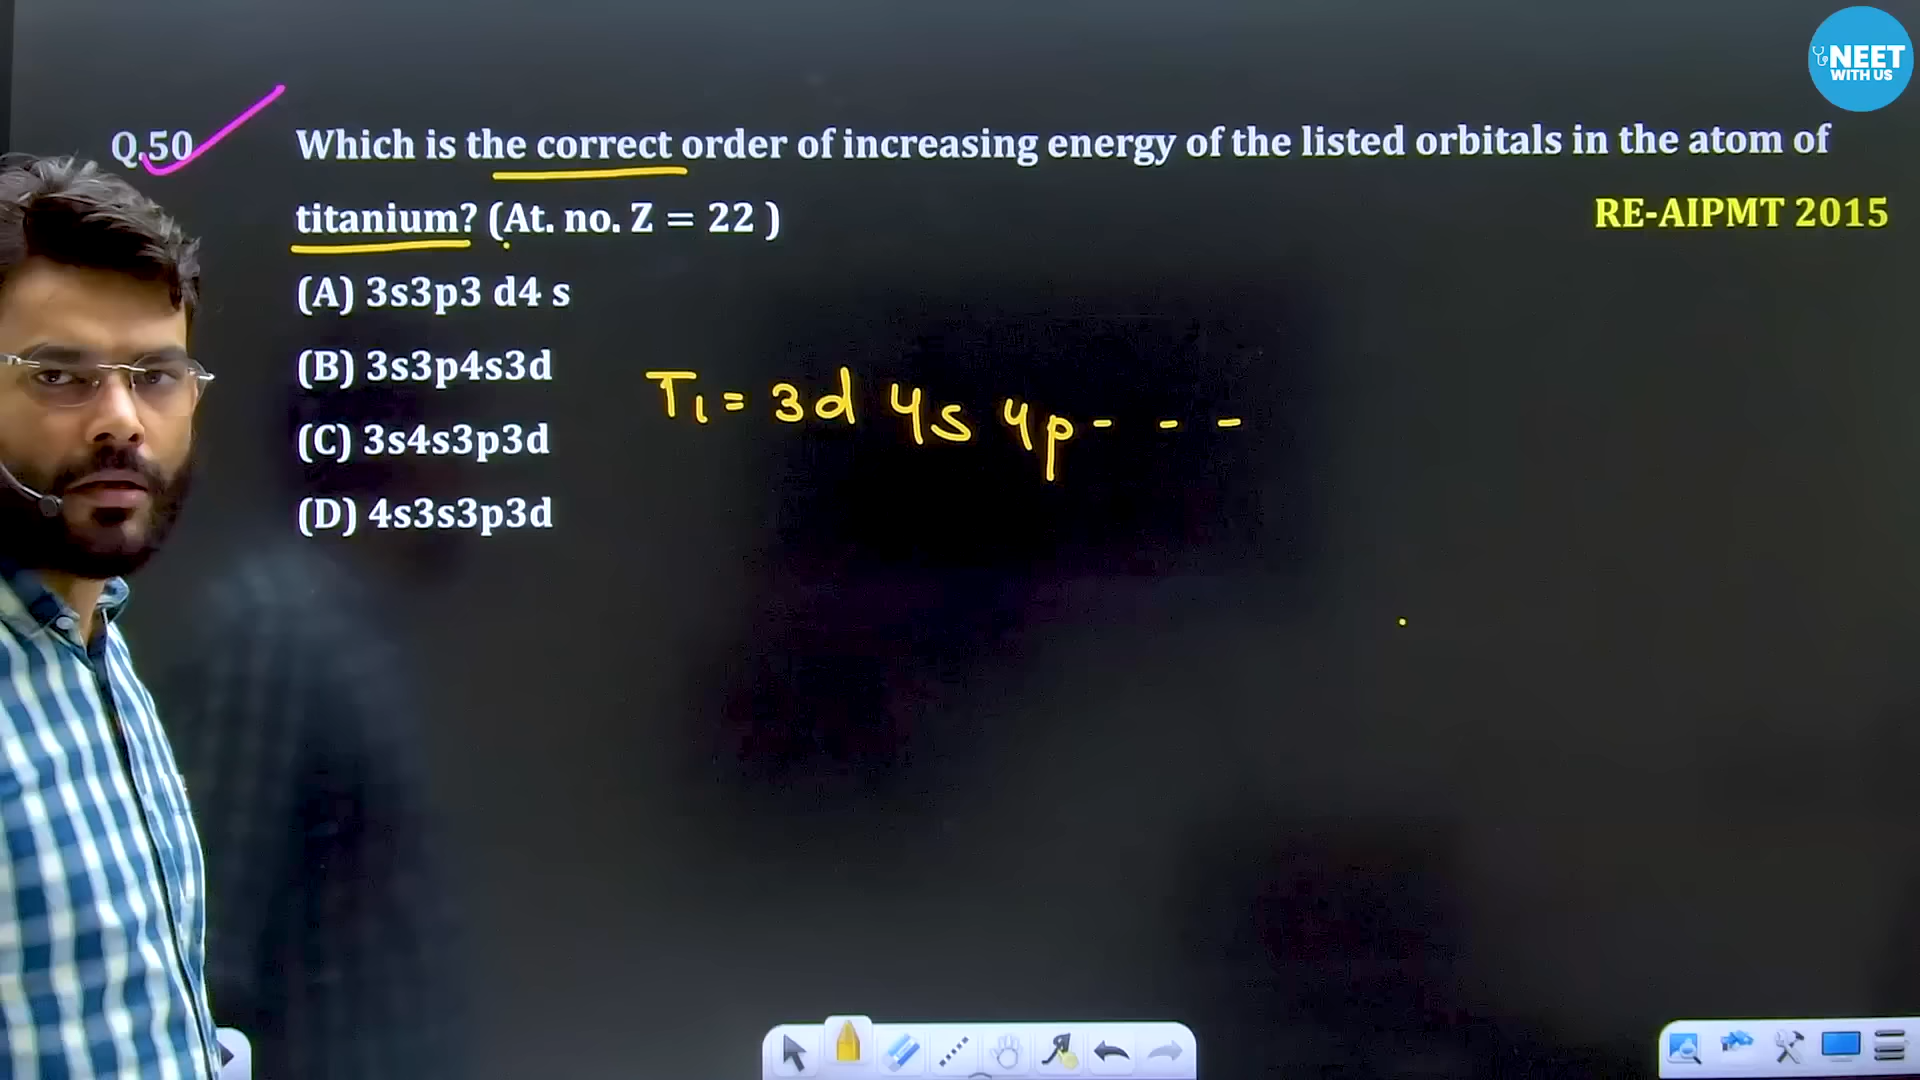 NEET
WITH US
Q.50 Which is the correct order of increasing energy of the listed orbitals in the atom of
titanium? (At. no. Z = 22 )
RE-AIPMT 2015
(A) 3s3p3 d4 s
(B) 3s3p4s3d
(C) 3s4s3p3d
(D) 4s3s3p3d
Ti = 3d 4s 4p - - -